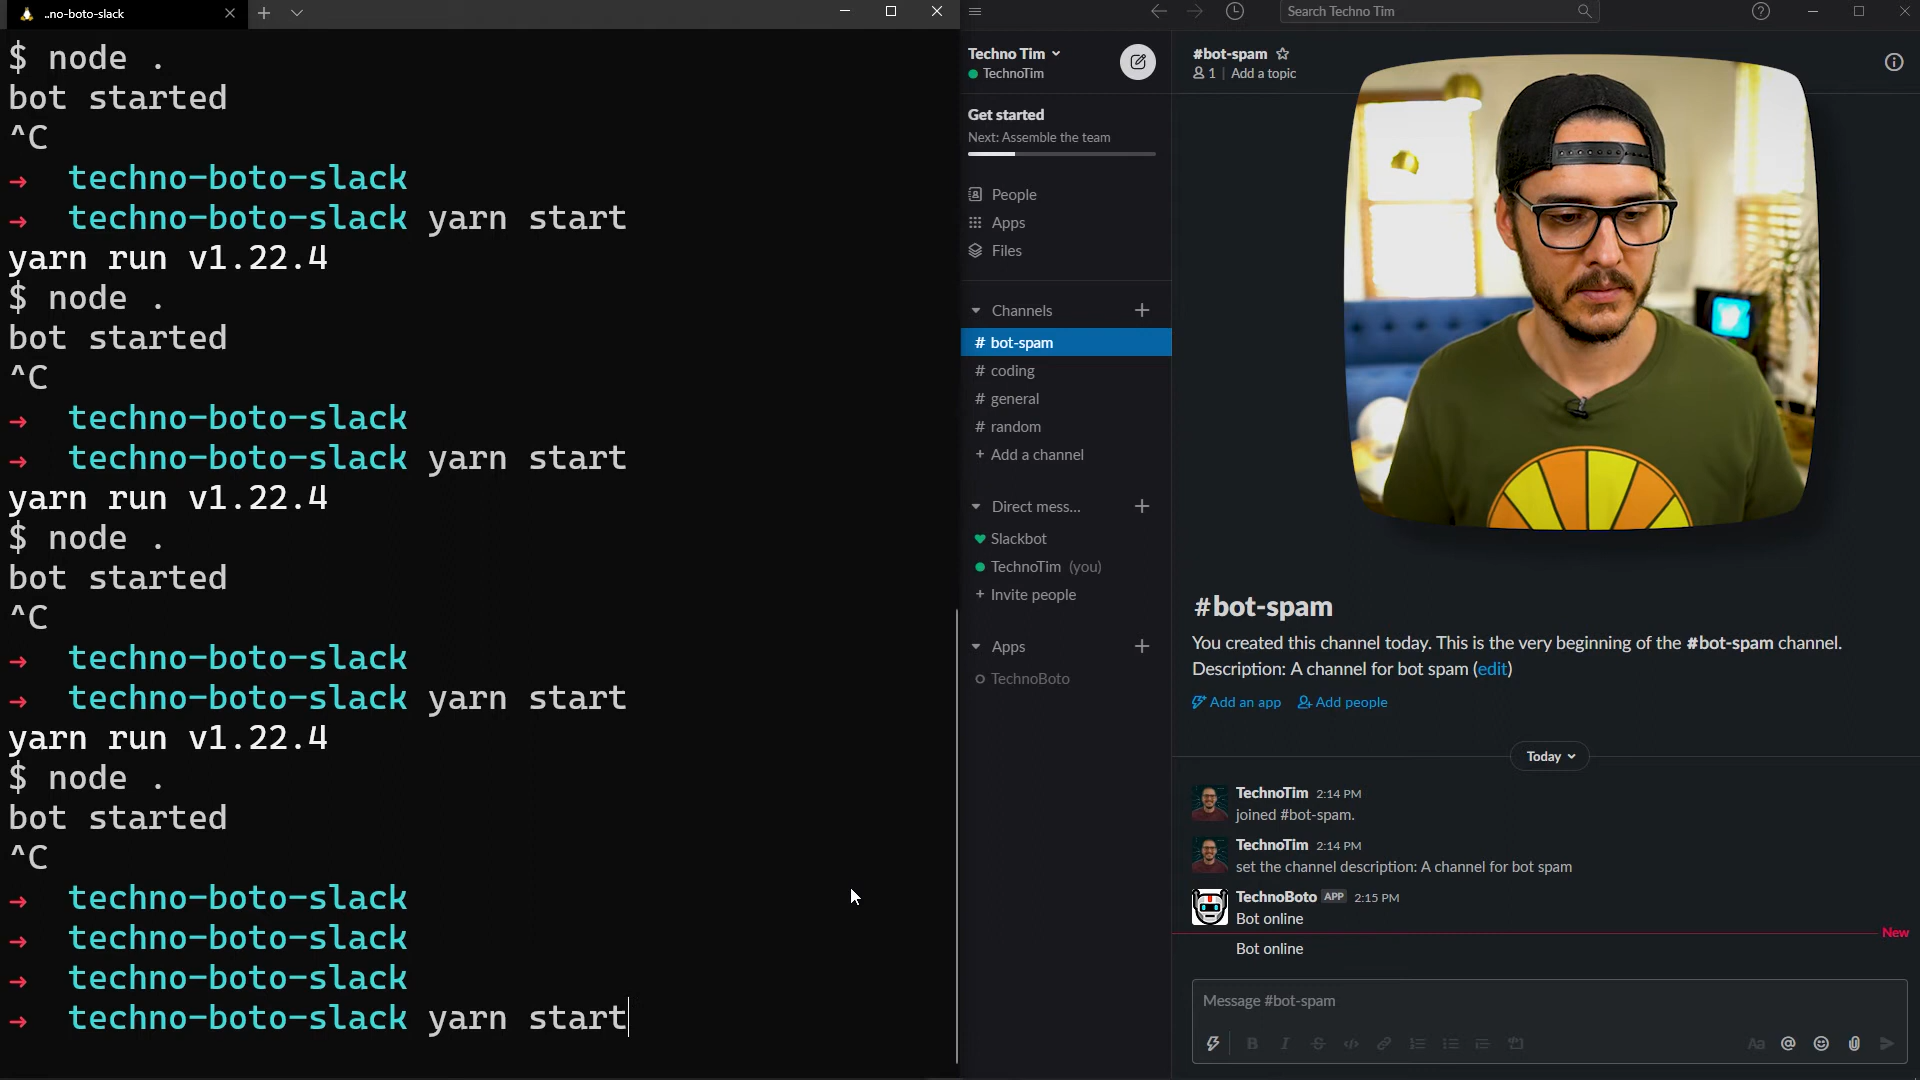 ..no-boto-slack
$ node .
bot started
^C
→ techno-boto-slack
→ techno-boto-slack yarn start
yarn run v1.22.4
$ node .
bot started
^C
→ techno-boto-slack
→ techno-boto-slack yarn start
yarn run v1.22.4
$ node .
bot started
^C
→ techno-boto-slack
→ techno-boto-slack yarn start
yarn run v1.22.4
$ node .
bot started
^C
→ techno-boto-slack
→ techno-boto-slack
→ techno-boto-slack
→ techno-boto-slack yarn start
Search Techno Tim
Techno Tim
TechnoTim
Get started
Next: Assemble the team
People
Apps
Files
Channels
# bot-spam
# coding
# general
# random
+ Add a channel
Direct mess...
Slackbot
TechnoTim (you)
+ Invite people
Apps
TechnoBoto
#bot-spam
1 | Add a topic
#bot-spam
You created this channel today. This is the very beginning of the #bot-spam channel.
Description: A channel for bot spam (edit)
Add an app Add people
Today
TechnoTim 2:14 PM
joined #bot-spam.
TechnoTim 2:14 PM
set the channel description: A channel for bot spam
TechnoBoto APP 2:15 PM
Bot online
New
Bot online
Message #bot-spam
B I S Aa @